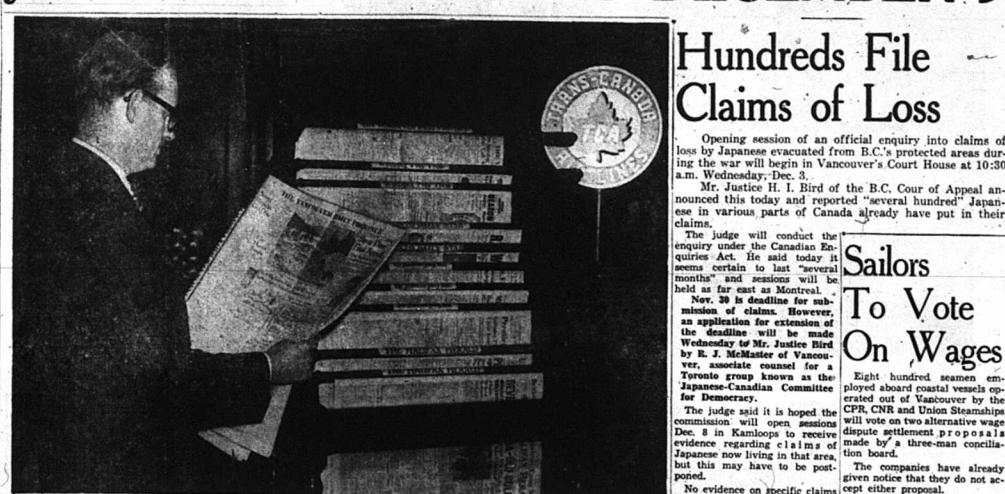 Hundreds File
Claims of Loss
Opening session of an official enquiry into claims of
loss by Japanese evacuated from B.C.'s protected areas dur-
ing the war will begin in Vancouver's Court House at 10:30
a.m. Wednesday, Dec. 3.
Mr. Justice H. I. Bird of the B.C. Cour of Appeal an-
nounced this today and reported "several hundred" Japan-
ese in various parts of Canada already have put in their
claims.
The judge will conduct the
enquiry under the Canadian En-
quiries Act. He said today it
seems certain to last "several
months" and sessions will be
held as far east as Montreal.
Nov. 30 is deadline for sub-
mission of claims. However,
an application for extension of
the deadline will be made
Wednesday to Mr. Justice Bird
by R. J. McMaster of Vancou-
ver, associate counsel for a
Toronto group known as the
Japanese-Canadian Committee
for Democracy.
The judge said it is hoped the
commission will open sessions
Dec. 8 in Kamloops to receive
evidence regarding claims of
Japanese now living in that area,
but this may have to be post-
poned.
No evidence on specific claims
Sailors
To Vote
On Wages
Eight hundred seamen em-
ployed aboard coastal vessels op-
erated out of Vancouver by the
CPR, CNR and Union Steamships
will vote on two alternative wage
dispute settlement proposals
made by a three-man concilia-
tion board.
The companies have already
given notice that they do not ac-
cept either proposal.
TRANS-CANADA
TCA
THE VANCOUVER DAILY PROVINCE